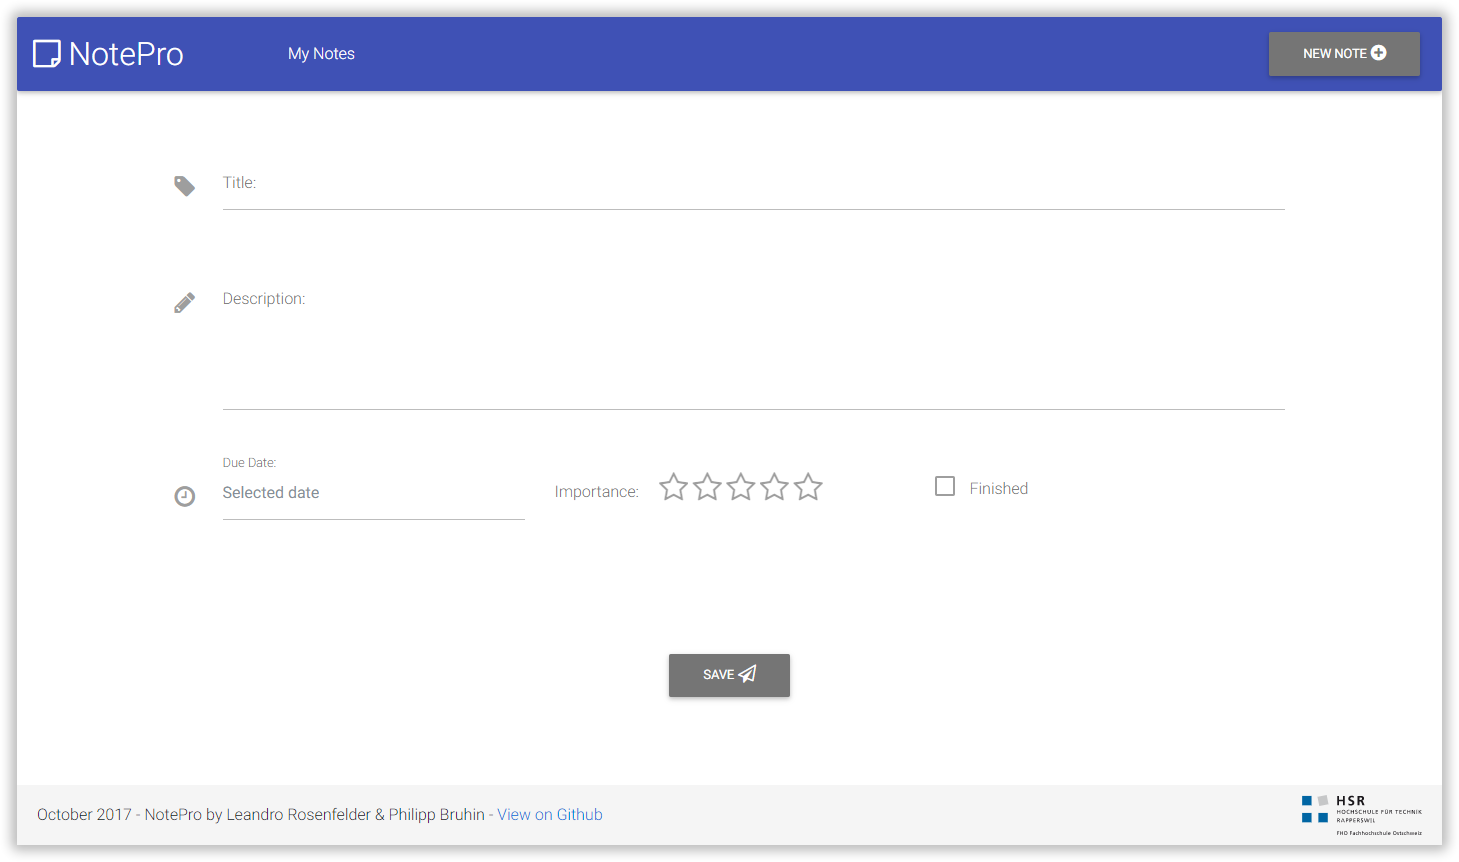 NotePro
My Notes
NEW NOTE
Title:
Description:
Due Date:
Selected date
Importance:
Finished
SAVE
October 2017 - NotePro by Leandro Rosenfelder & Philipp Bruhin - View on Github
HSR
HOCHSCHULE FÜR TECHNIK
RAPPERSWIL
FHO Fachhochschule Ostschweiz